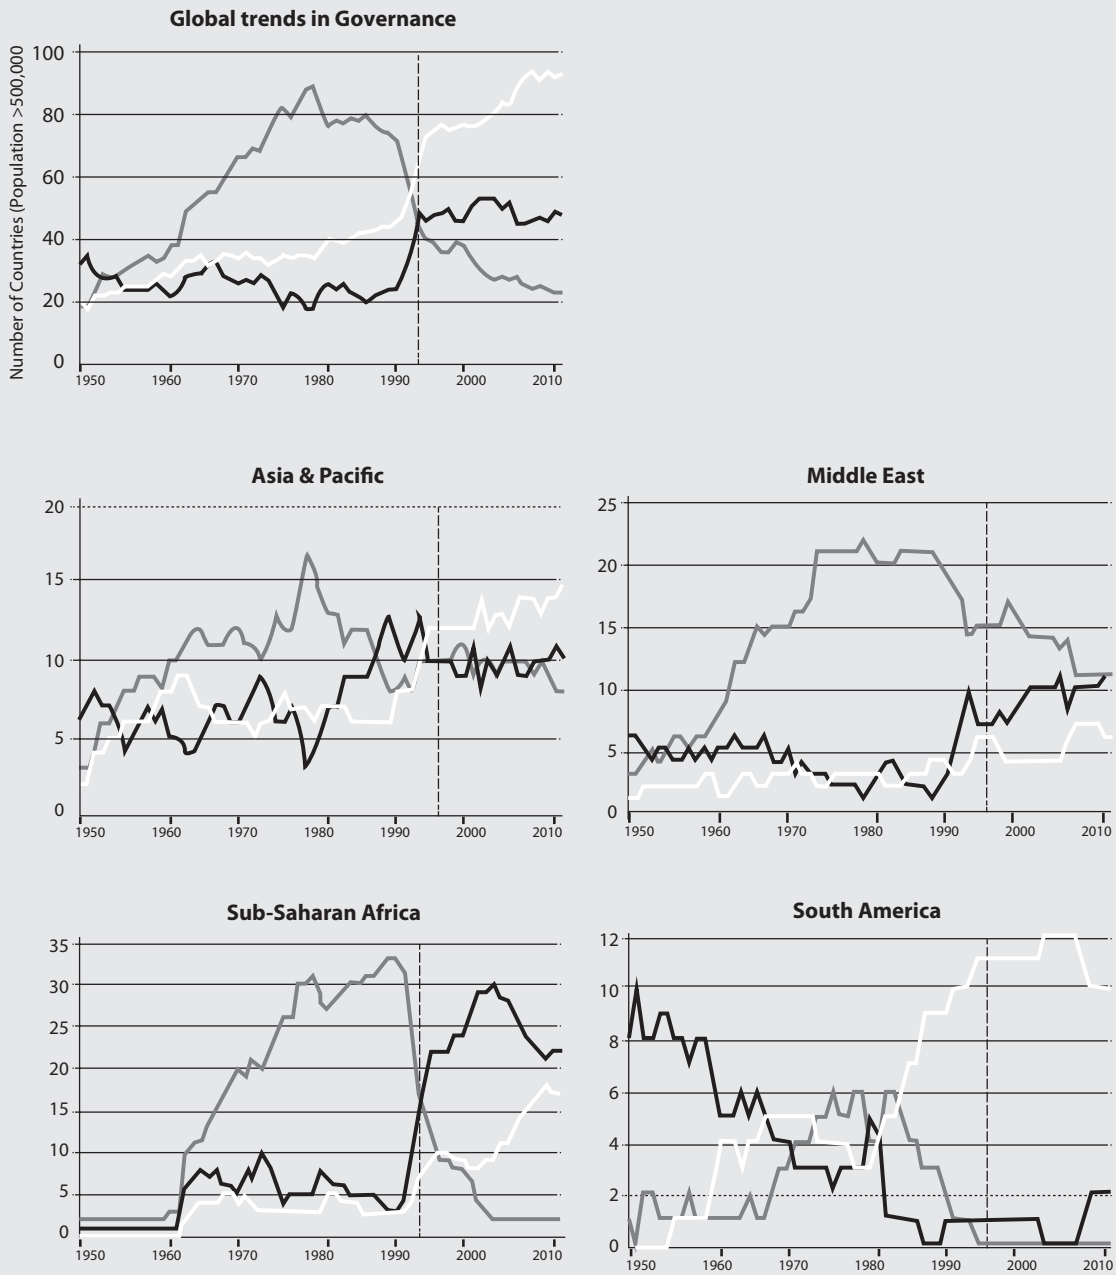 Global trends in Governance
Number of Countries (Population >500,000
100
80
60
40
20
0
1950 1960 1970 1980 1990 2000 2010
Asia & Pacific
20
15
10
5
0
1950 1960 1970 1980 1990 2000 2010
Middle East
25
20
15
10
5
0
1950 1960 1970 1980 1990 2000 2010
Sub-Saharan Africa
35
30
25
20
15
10
5
0
1950 1960 1970 1980 1990 2000 2010
South America
12
10
8
6
4
2
0
1950 1960 1970 1980 1990 2000 2010